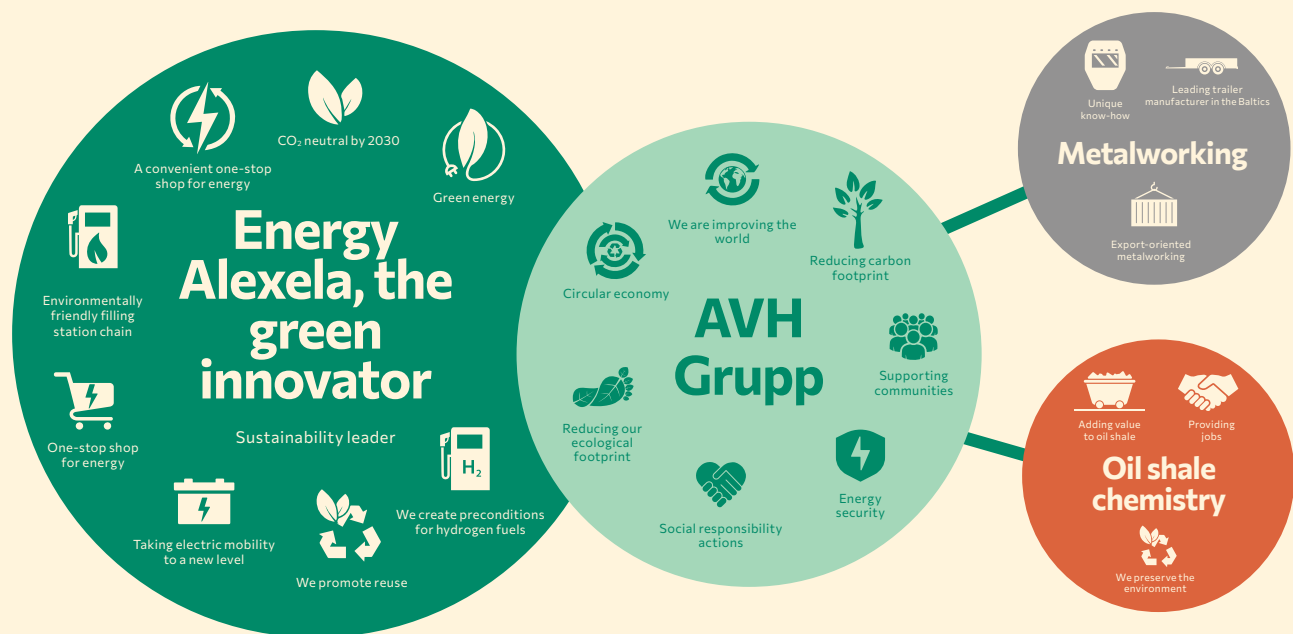 CO₂ neutral by 2030
A convenient one-stop
shop for energy
Green energy
Environmentally
friendly filling
station chain
Energy
Alexela, the
green
innovator
Sustainability leader
One-stop shop
for energy
H₂
We create preconditions
for hydrogen fuels
Taking electric mobility
to a new level
We promote reuse
We are improving the
world
Reducing carbon
footprint
Circular economy
AVH
Grupp
Supporting
communities
Reducing our
ecological
footprint
Energy
security
Social responsibility
actions
Unique
know-how
Leading trailer
manufacturer in the Baltics
Metalworking
Export-oriented
metalworking
Adding value
to oil shale
Providing
jobs
Oil shale
chemistry
We preserve the
environment